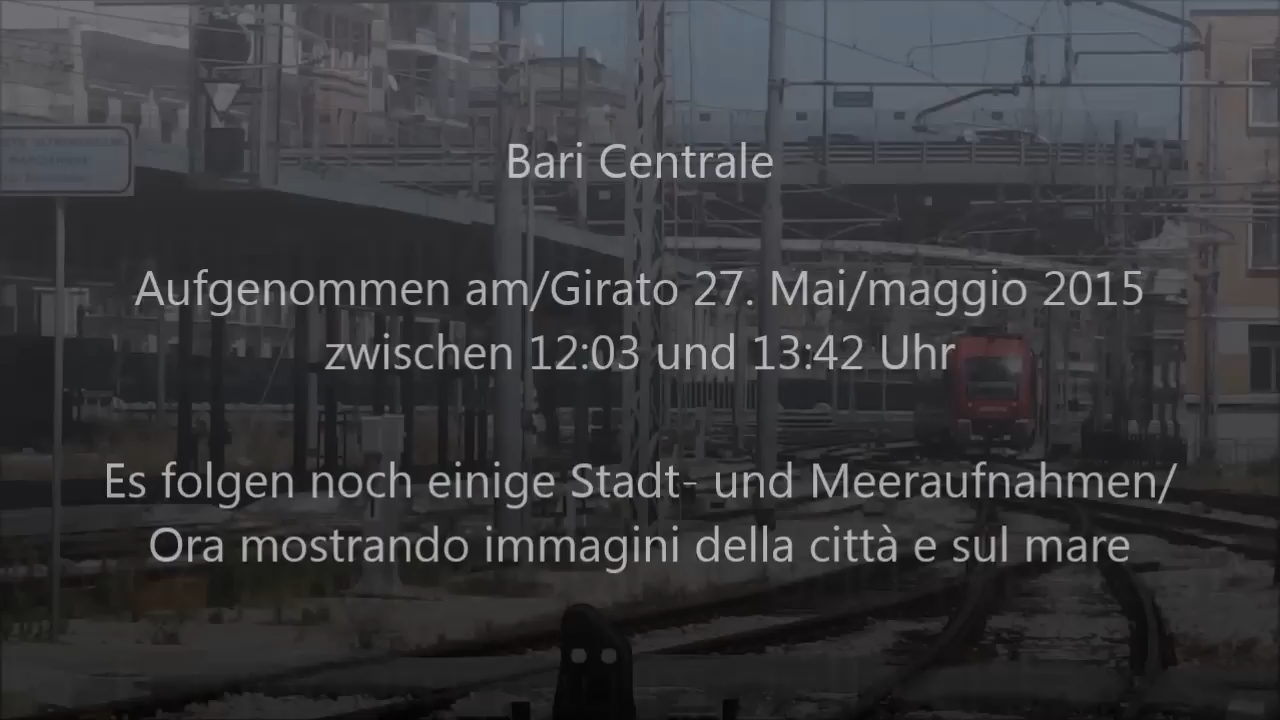 Bari Centrale
Aufgenommen am/Girato 27. Mai/maggio 2015
zwischen 12:03 und 13:42 Uhr
Es folgen noch einige Stadt- und Meeraufnahmen/
Ora mostrando immagini della città e sul mare